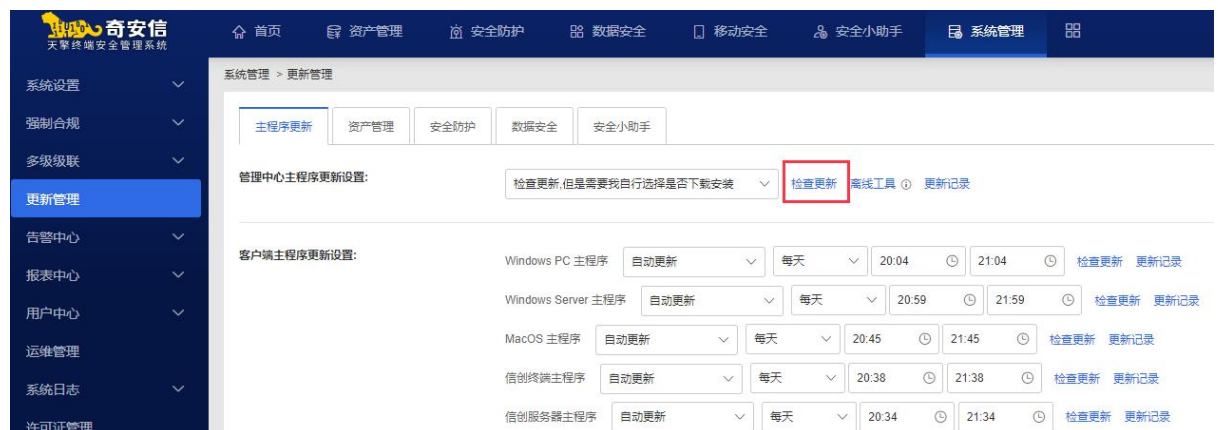 奇安信
天擎终端安全管理系统
首页 资产管理 安全防护 数据安全 移动安全 安全小助手 系统管理
系统设置
强制合规
多级级联
更新管理
告警中心
报表中心
用户中心
运维管理
系统日志
许可证管理
系统管理 > 更新管理
主程序更新 资产管理 安全防护 数据安全 安全小助手
管理中心主程序更新设置: 检查更新,但是需要我自行选择是否下载安装 检查更新 离线工具 更新记录
客户端主程序更新设置: Windows PC 主程序 自动更新 每天 20:04 21:04 检查更新 更新记录
Windows Server 主程序 自动更新 每天 20:59 21:59 检查更新 更新记录
MacOS 主程序 自动更新 每天 20:45 21:45 检查更新 更新记录
信创终端主程序 自动更新 每天 20:38 21:38 检查更新 更新记录
信创服务器主程序 自动更新 每天 20:34 21:34 检查更新 更新记录